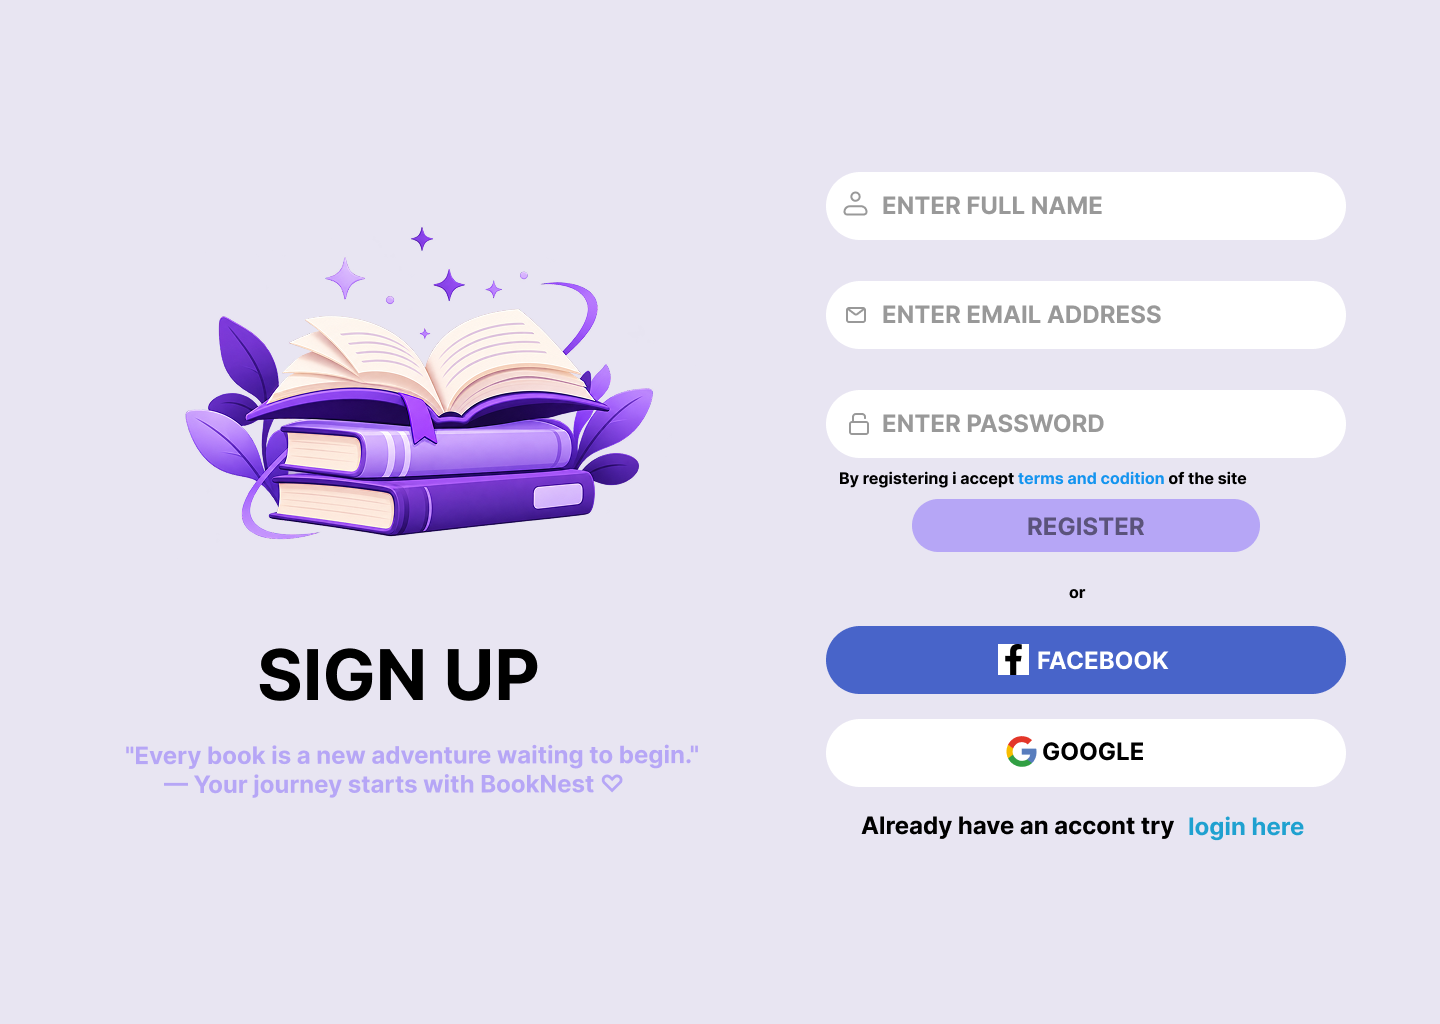 SIGN UP
"Every book is a new adventure waiting to begin."
— Your journey starts with BookNest ♡
ENTER FULL NAME
ENTER EMAIL ADDRESS
ENTER PASSWORD
By registering i accept terms and codition of the site
REGISTER
or
FACEBOOK
GOOGLE
Already have an accont try login here